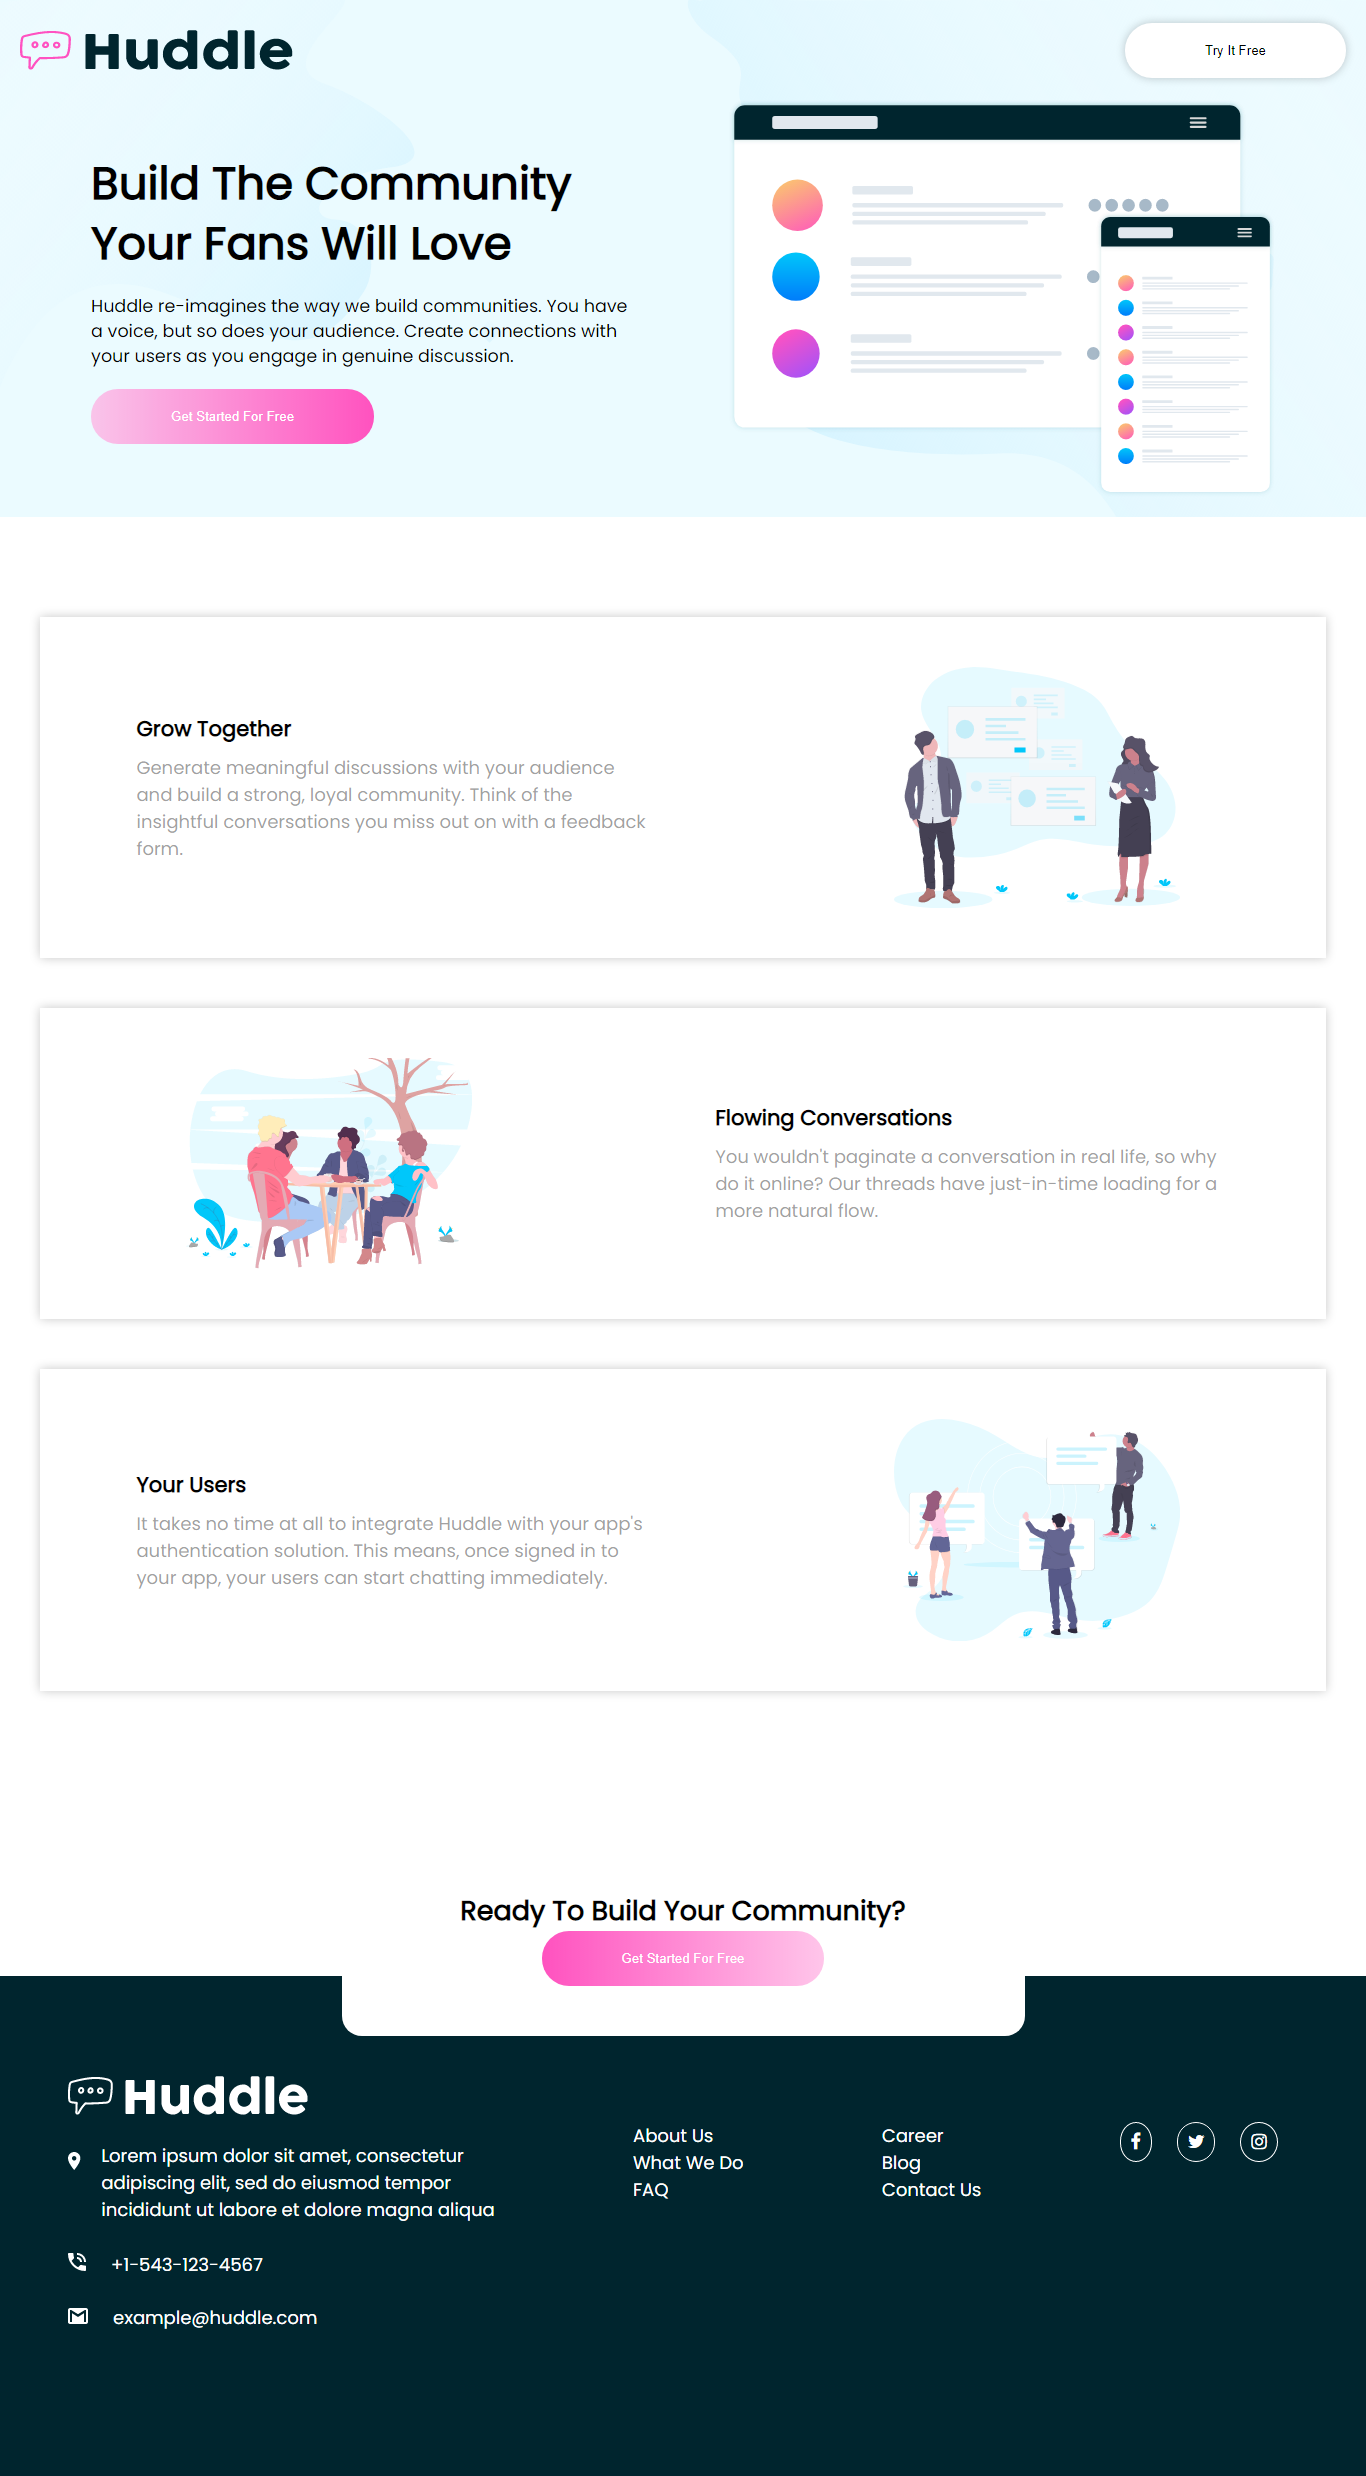 Huddle
Try It Free
Build The Community
Your Fans Will Love
Huddle re-imagines the way we build communities. You have
a voice, but so does your audience. Create connections with
your users as you engage in genuine discussion.
Get Started For Free
Grow Together
Generate meaningful discussions with your audience
and build a strong, loyal community. Think of the
insightful conversations you miss out on with a feedback
form.
Flowing Conversations
You wouldn't paginate a conversation in real life, so why
do it online? Our threads have just-in-time loading for a
more natural flow.
Your Users
It takes no time at all to integrate Huddle with your app's
authentication solution. This means, once signed in to
your app, your users can start chatting immediately.
Ready To Build Your Community?
Get Started For Free
Huddle
Lorem ipsum dolor sit amet, consectetur
adipiscing elit, sed do eiusmod tempor
incididunt ut labore et dolore magna aliqua
+1-543-123-4567
example@huddle.com
About Us
What We Do
FAQ
Career
Blog
Contact Us